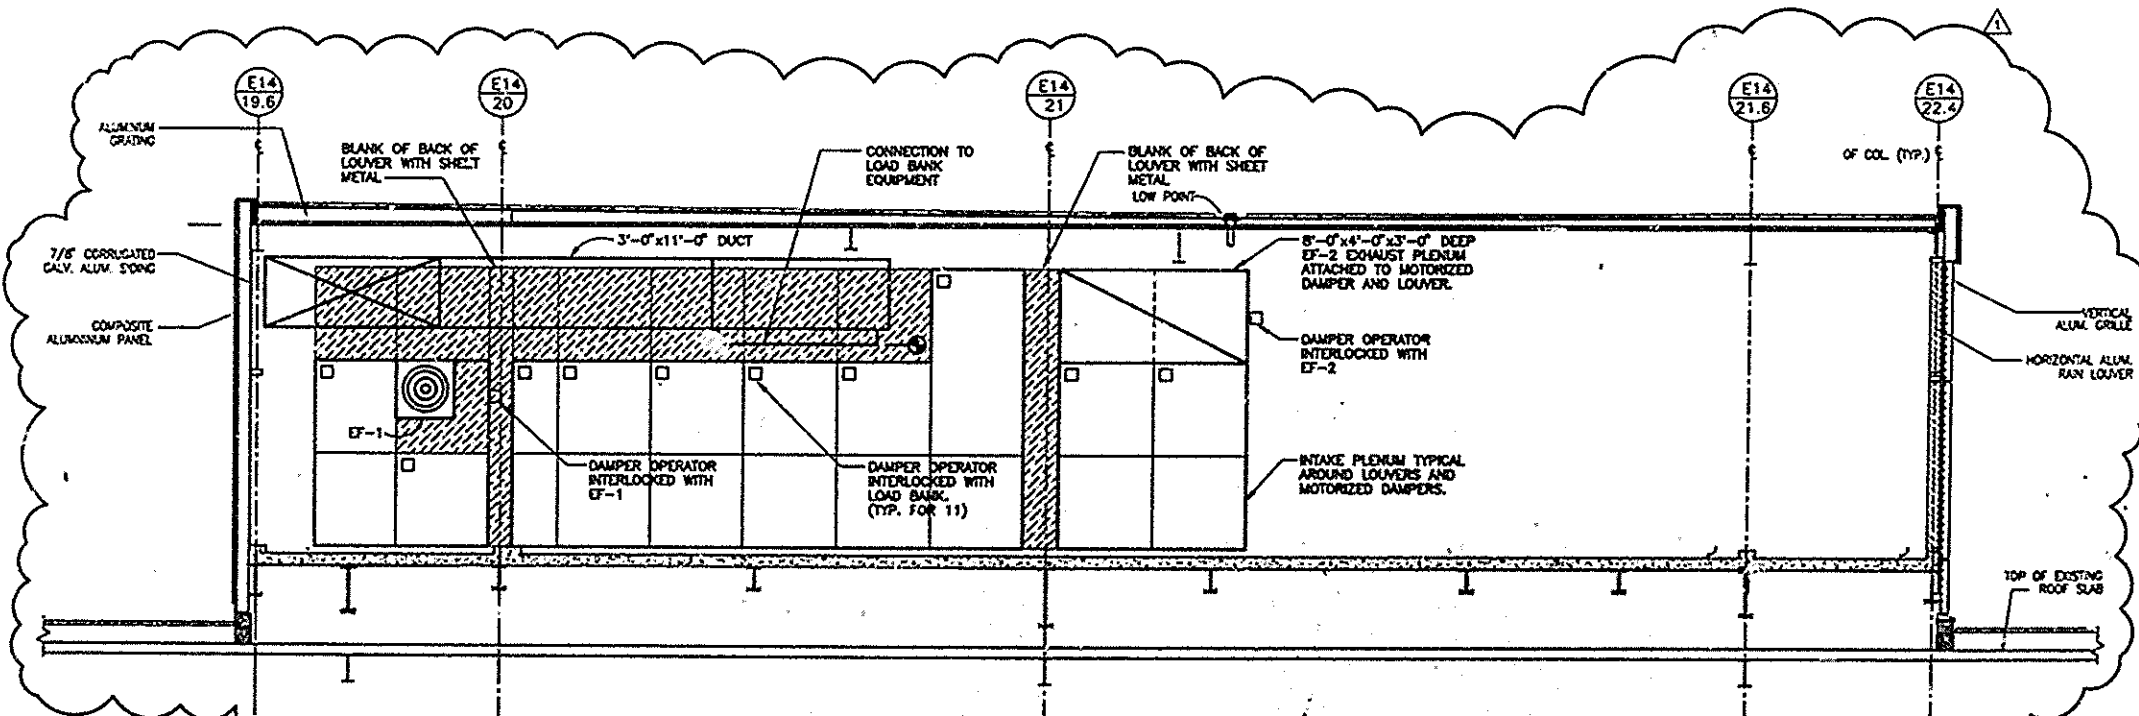 1
E14
19.6
E14
20
E14
21
E14
21.6
E14
22.4
ALUMINUM
GRATING
BLANK OF BACK OF
LOUVER WITH SHEET
METAL
CONNECTION TO
LOAD BANK
EQUIPMENT
BLANK OF BACK OF
LOUVER WITH SHEET
METAL
LOW POINT
OF COL. (TYP.)
7/8" CORRUGATED
GALV. ALUM. SIDING
COMPOSITE
ALUMINUM PANEL
3'-0"x11'-0" DUCT
8'-0"x4'-0"x3'-0" DEEP
EF-2 EXHAUST PLENUM
ATTACHED TO MOTORIZED
DAMPER AND LOUVER.
DAMPER OPERATOR
INTERLOCKED WITH
EF-2
VERTICAL
ALUM. GRILLE
HORIZONTAL ALUM.
RAIN LOUVER
EF-1
DAMPER OPERATOR
INTERLOCKED WITH
EF-1
DAMPER OPERATOR
INTERLOCKED WITH
LOAD BANK.
(TYP. FOR 11)
INTAKE PLENUM TYPICAL
AROUND LOUVERS AND
MOTORIZED DAMPERS.
TOP OF EXISTING
ROOF SLAB